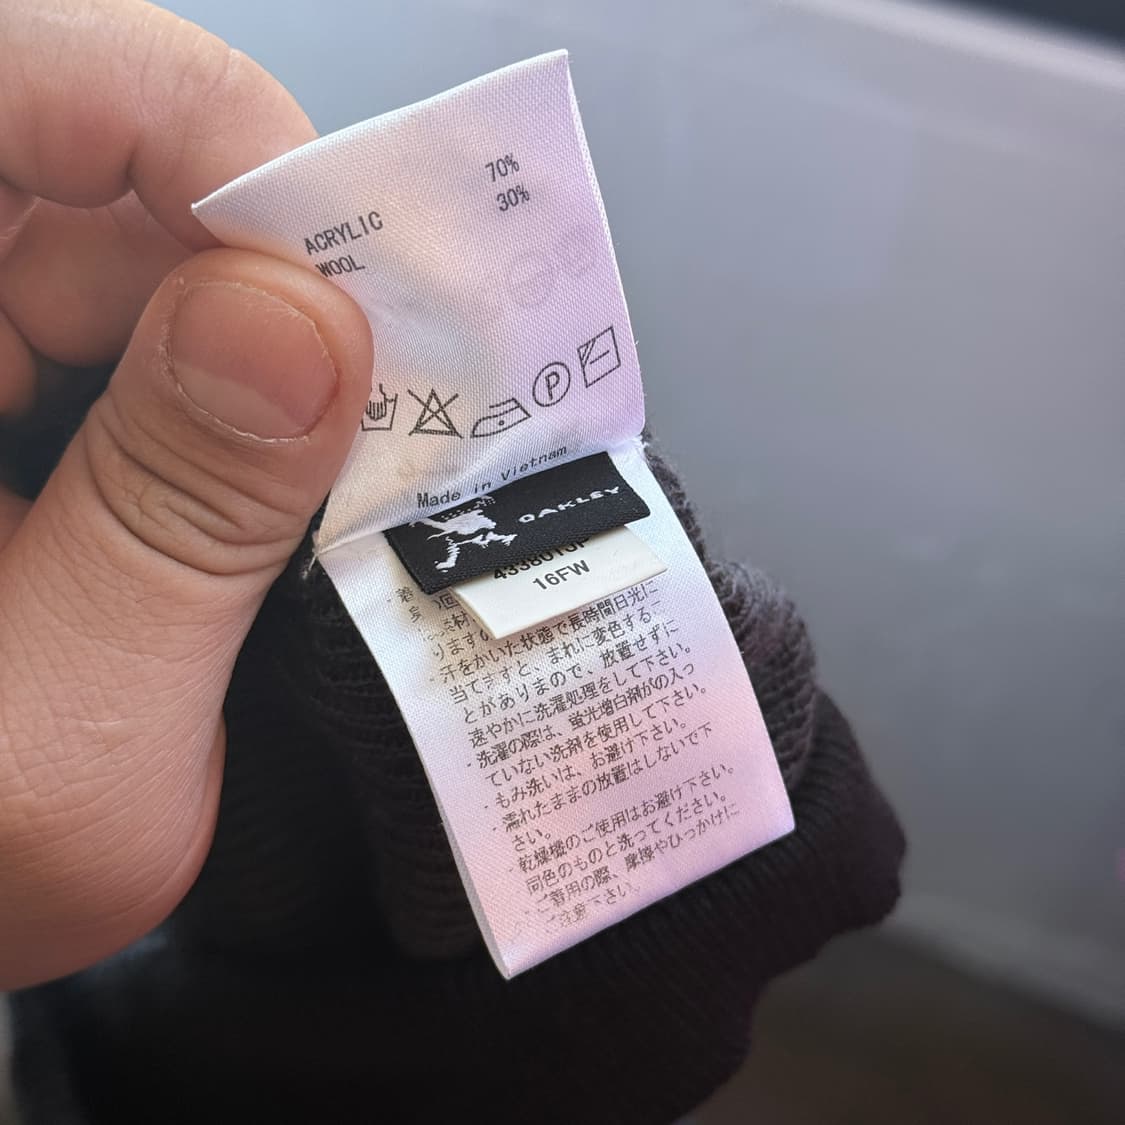 70%
30%
ACRYLIC
WOOL
P
Made in Vietnam
OAKLEY
16FW
ります
・汗をかいた状態で長時間日光に
当てますと、まれに変色するこ
とがありますので、放置せずに
速やかに洗濯処理をして下さい。
・洗濯の際は、蛍光増白剤がの入っ
ていない洗剤を使用して下さい。
・もみ洗いは、お避け下さい。
・濡れたままの放置はしないで下
さい。
・乾燥機のご使用はお避け下さい。
同色のものと洗ってください。
・ご着用の際、摩擦やひっかけに
ご注意下さい。